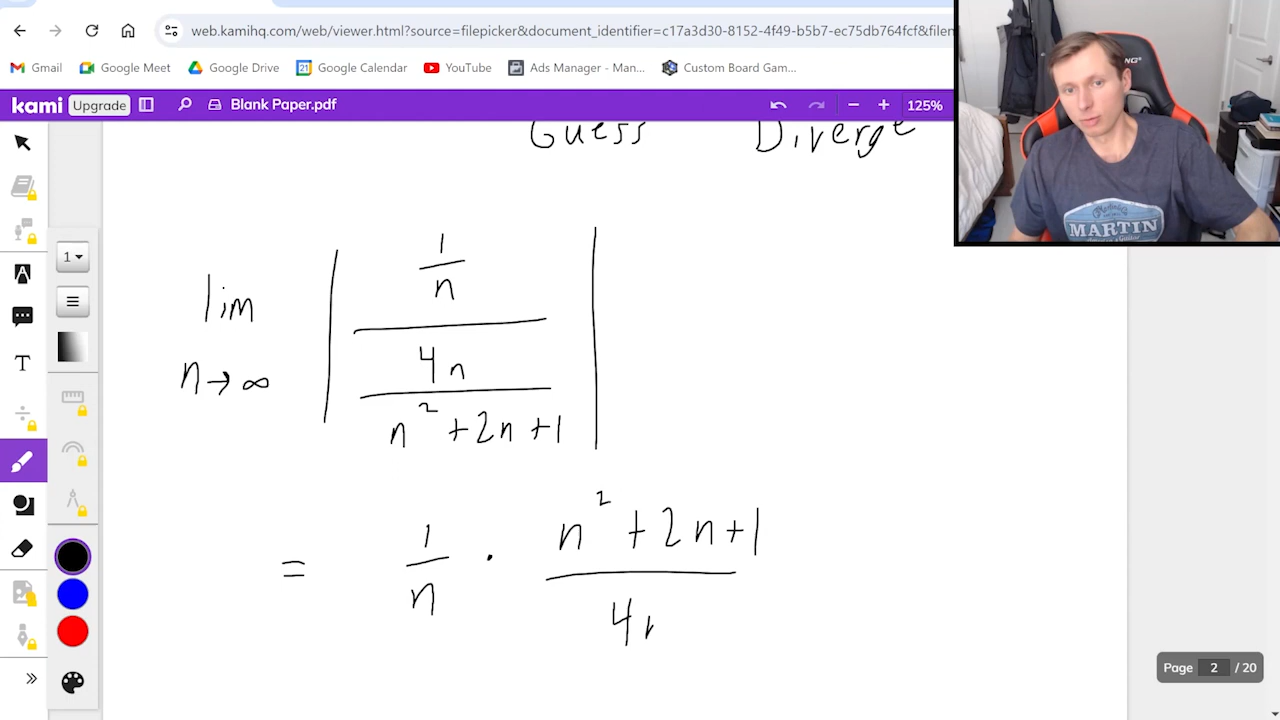 web.kamihq.com/web/viewer.html?source=filepicker&document_identifier=c17a3d30-8152-4f49-b5b7-ec75db764fcf&filen
Gmail Google Meet Google Drive 31 Google Calendar YouTube Ads Manager - Man... Custom Board Gam...
kami Upgrade Blank Paper.pdf 125%
Guess Diverge
MARTIN
1
T
lim n→∞ | (1/n) / (4n / (n² + 2n + 1)) |
= 1/n · (n² + 2n + 1) / 4n
Page 2 / 20